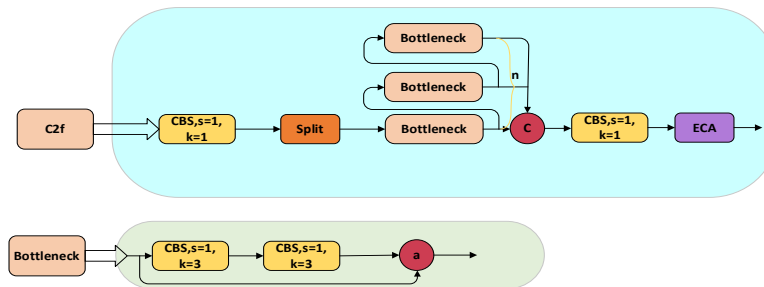 Bottleneck
n
Bottleneck
C2f
CBS,s=1,
k=1
Split
Bottleneck
C
CBS,s=1,
k=1
ECA
Bottleneck
CBS,s=1,
k=3
CBS,s=1,
k=3
a